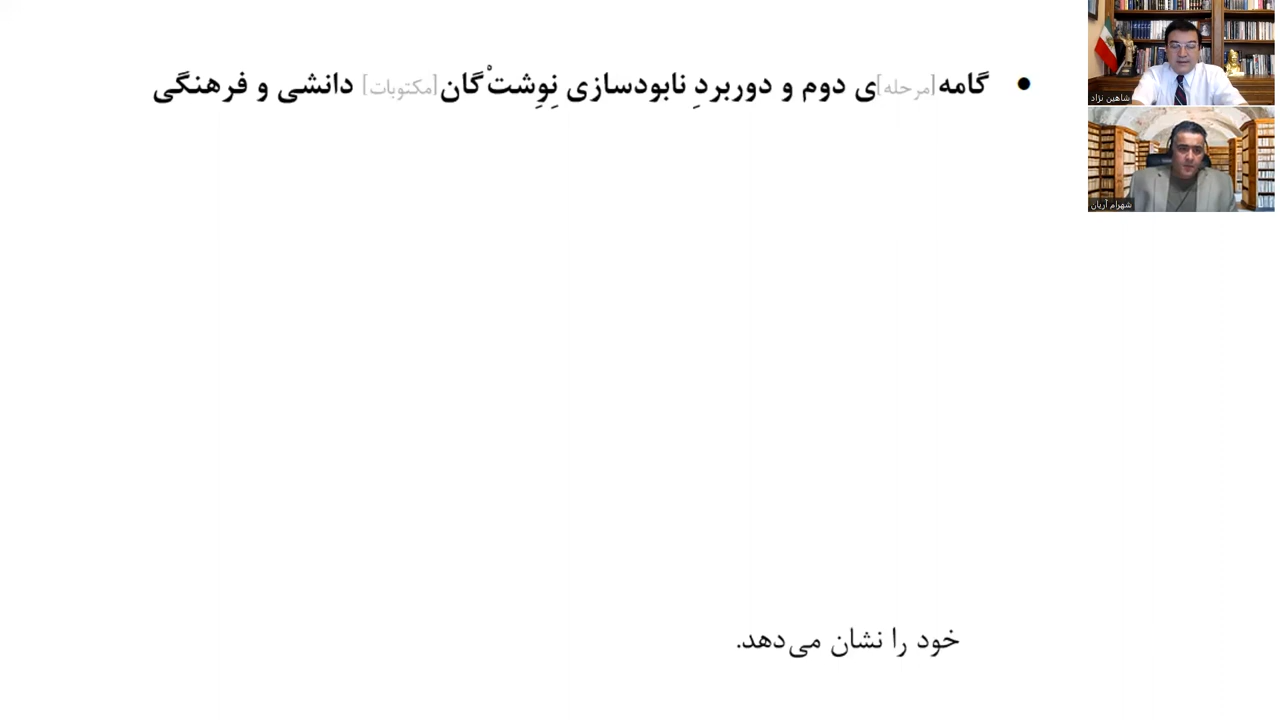 • گامه[مرحله]ی دوم و دوربردِ نابودسازی نِوِشتْ‌گان[مکتوبات] دانشی و فرهنگی
خود را نشان می‌دهد.
شاهین نژاد
شهرام آریان